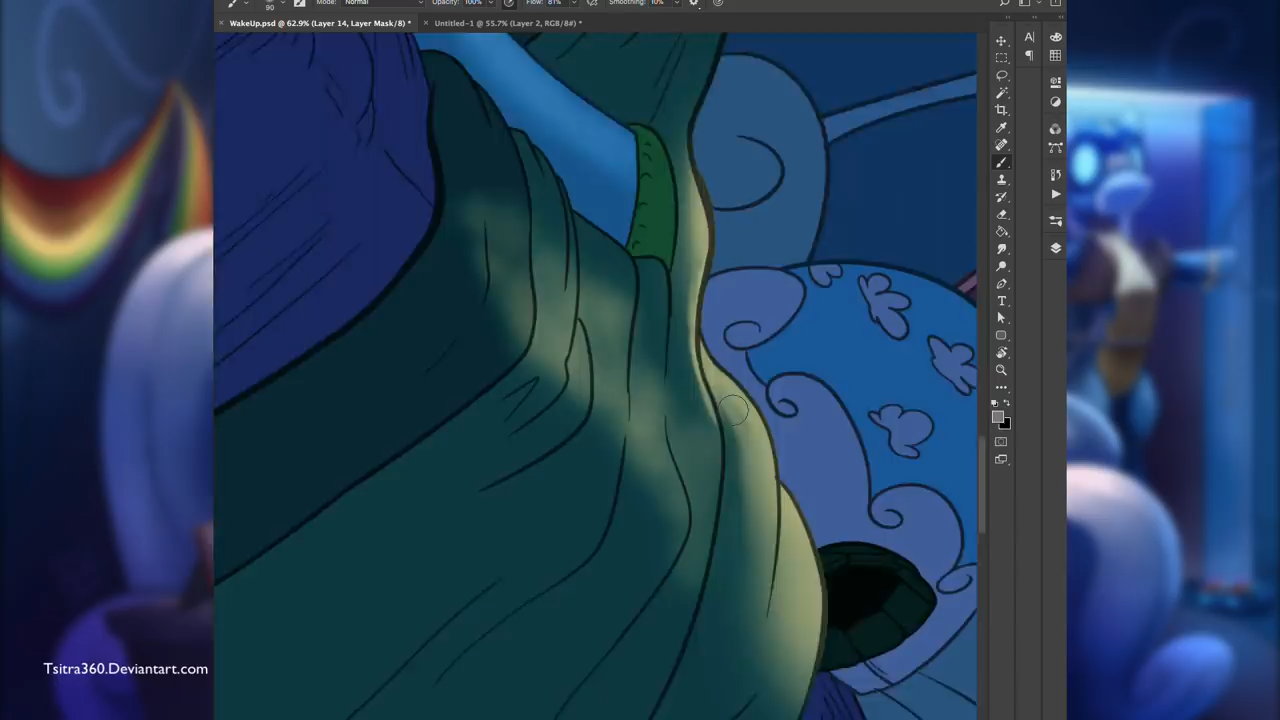 90 Mode: Normal Opacity: 100% Flow: 81% Smoothing: 10%
× WakeUp.psd @ 62.9% (Layer 14, Layer Mask/8) * × Untitled-1 @ 55.7% (Layer 2, RGB/8#) *
A|
¶
T
Tsitra360.Deviantart.com